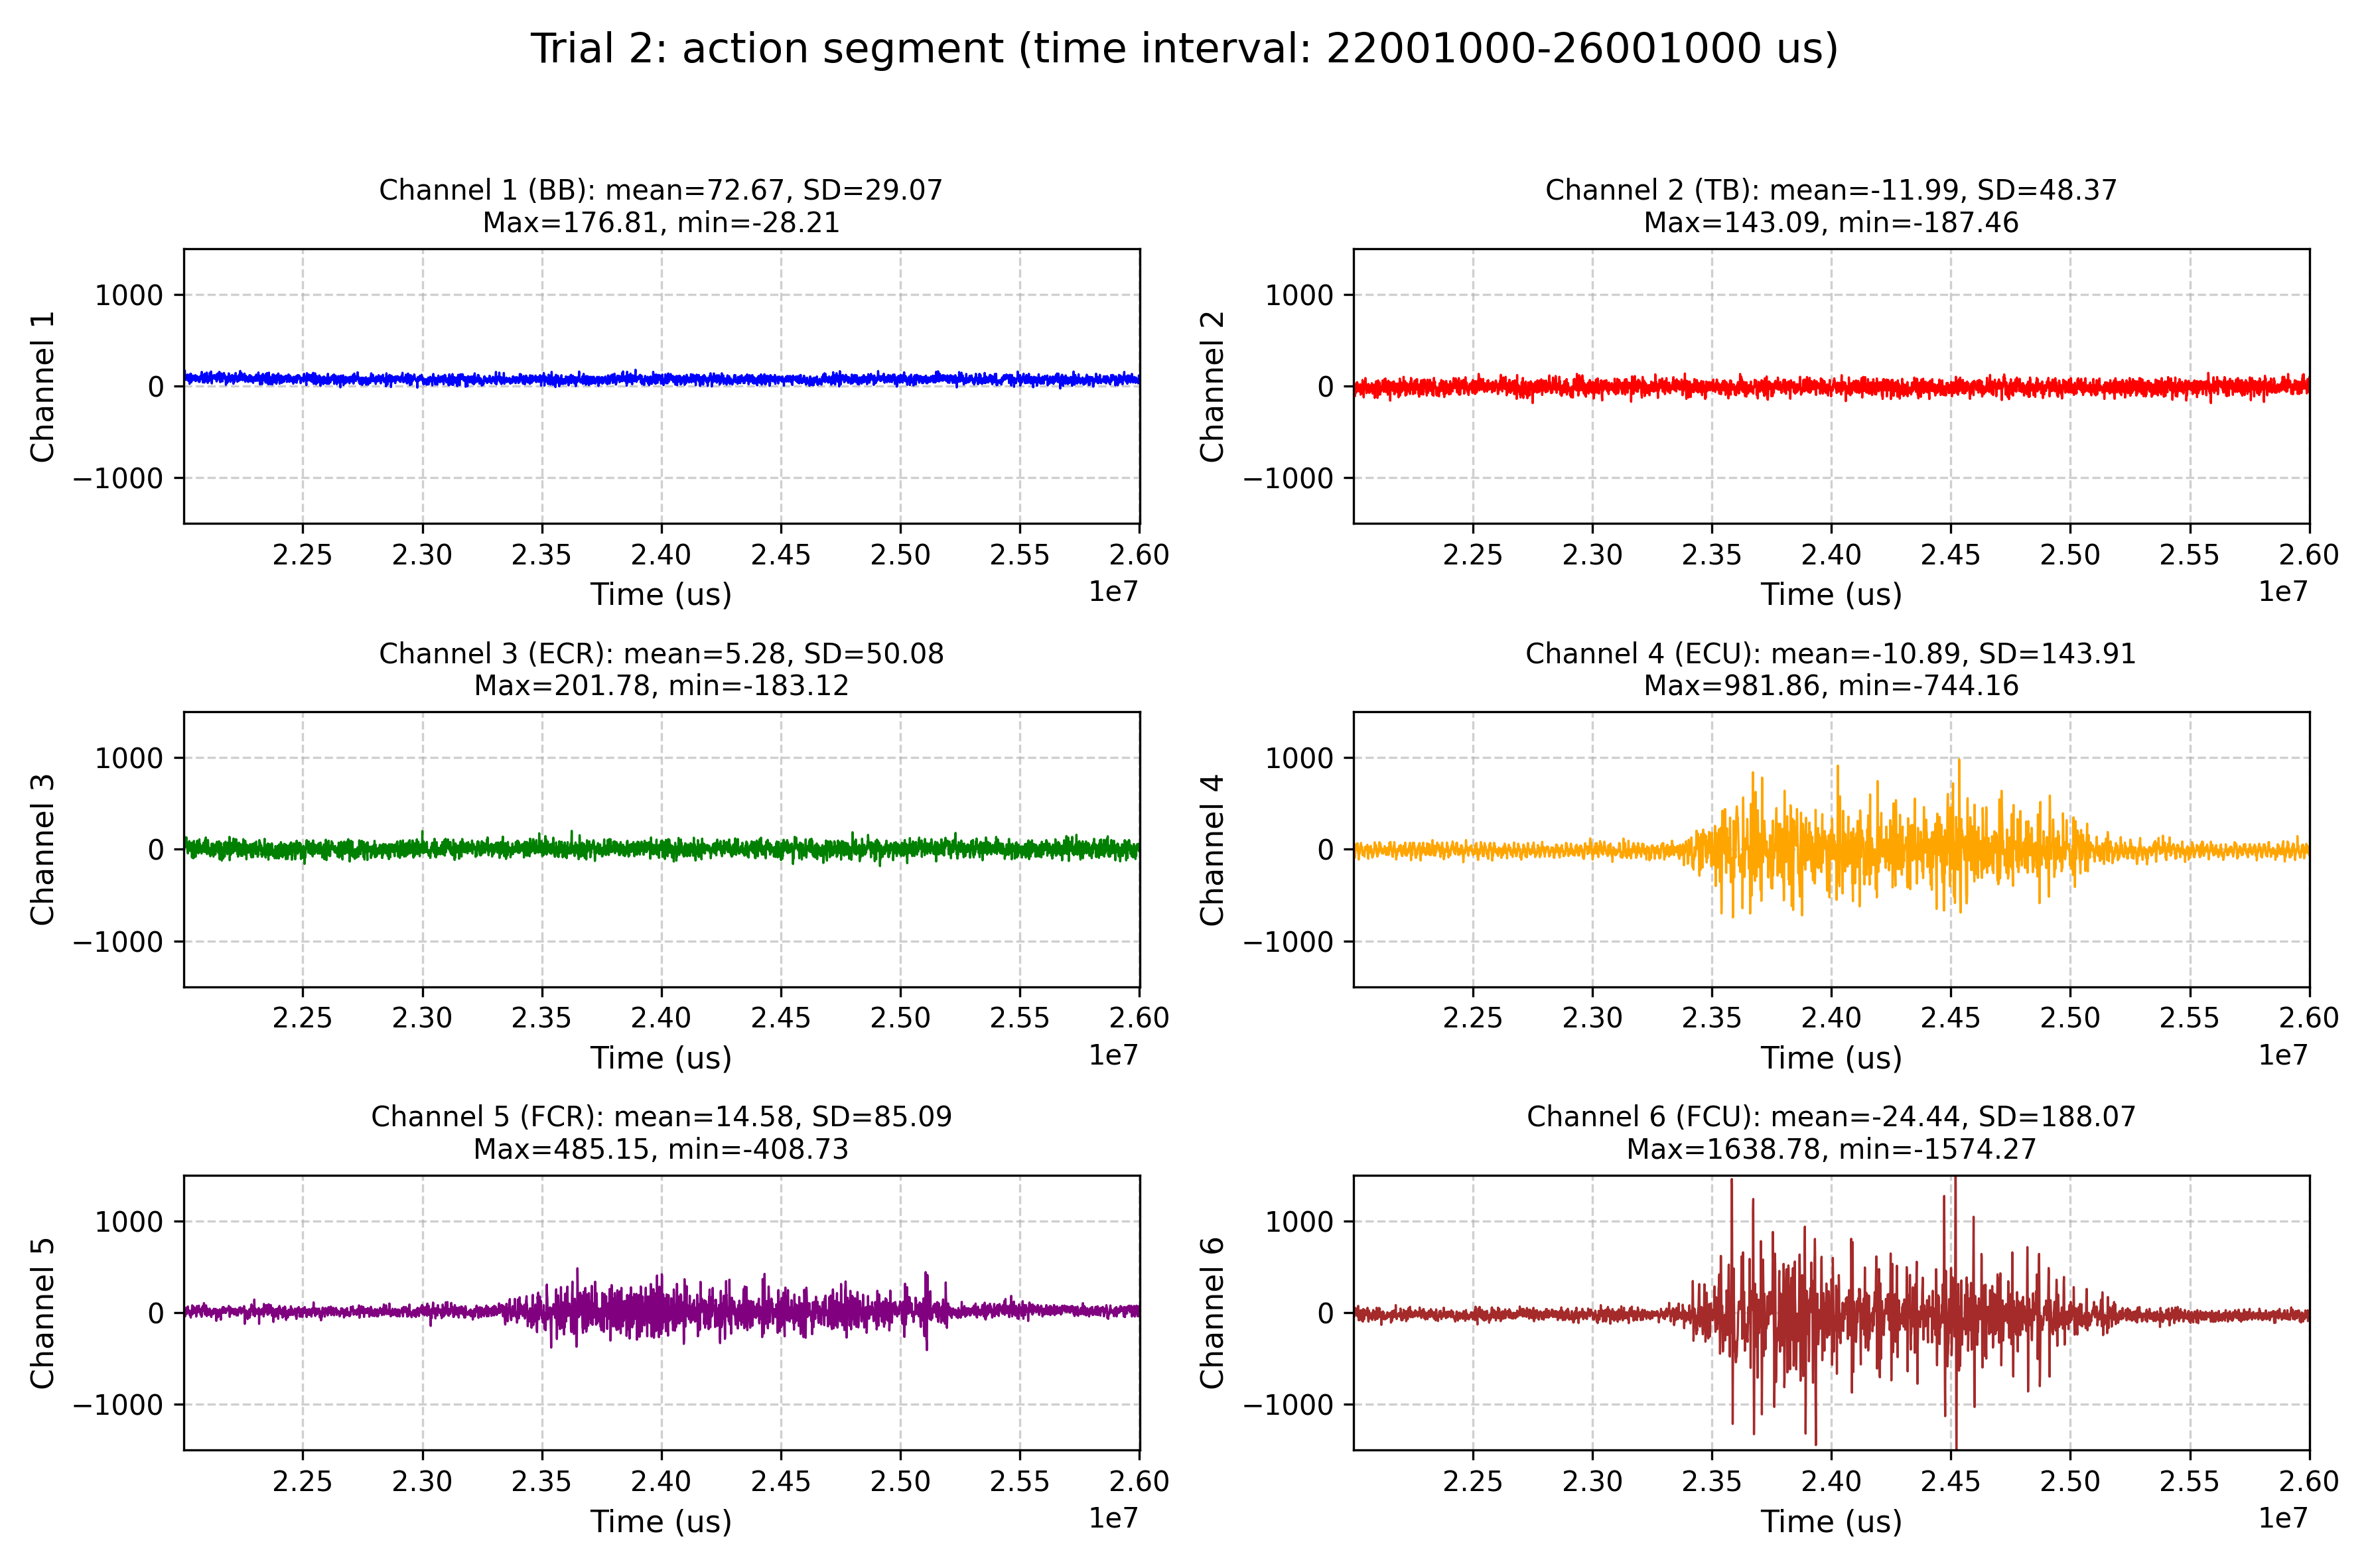 Trial 2: action segment (time interval: 22001000-26001000 us)
Channel 1 (BB): mean=72.67, SD=29.07
Max=176.81, min=-28.21
Channel 1
1000
0
−1000
2.25 2.30 2.35 2.40 2.45 2.50 2.55 2.60
Time (us)
1e7
Channel 2 (TB): mean=-11.99, SD=48.37
Max=143.09, min=-187.46
Channel 2
1000
0
−1000
2.25 2.30 2.35 2.40 2.45 2.50 2.55 2.60
Time (us)
1e7
Channel 3 (ECR): mean=5.28, SD=50.08
Max=201.78, min=-183.12
Channel 3
1000
0
−1000
2.25 2.30 2.35 2.40 2.45 2.50 2.55 2.60
Time (us)
1e7
Channel 4 (ECU): mean=-10.89, SD=143.91
Max=981.86, min=-744.16
Channel 4
1000
0
−1000
2.25 2.30 2.35 2.40 2.45 2.50 2.55 2.60
Time (us)
1e7
Channel 5 (FCR): mean=14.58, SD=85.09
Max=485.15, min=-408.73
Channel 5
1000
0
−1000
2.25 2.30 2.35 2.40 2.45 2.50 2.55 2.60
Time (us)
1e7
Channel 6 (FCU): mean=-24.44, SD=188.07
Max=1638.78, min=-1574.27
Channel 6
1000
0
−1000
2.25 2.30 2.35 2.40 2.45 2.50 2.55 2.60
Time (us)
1e7